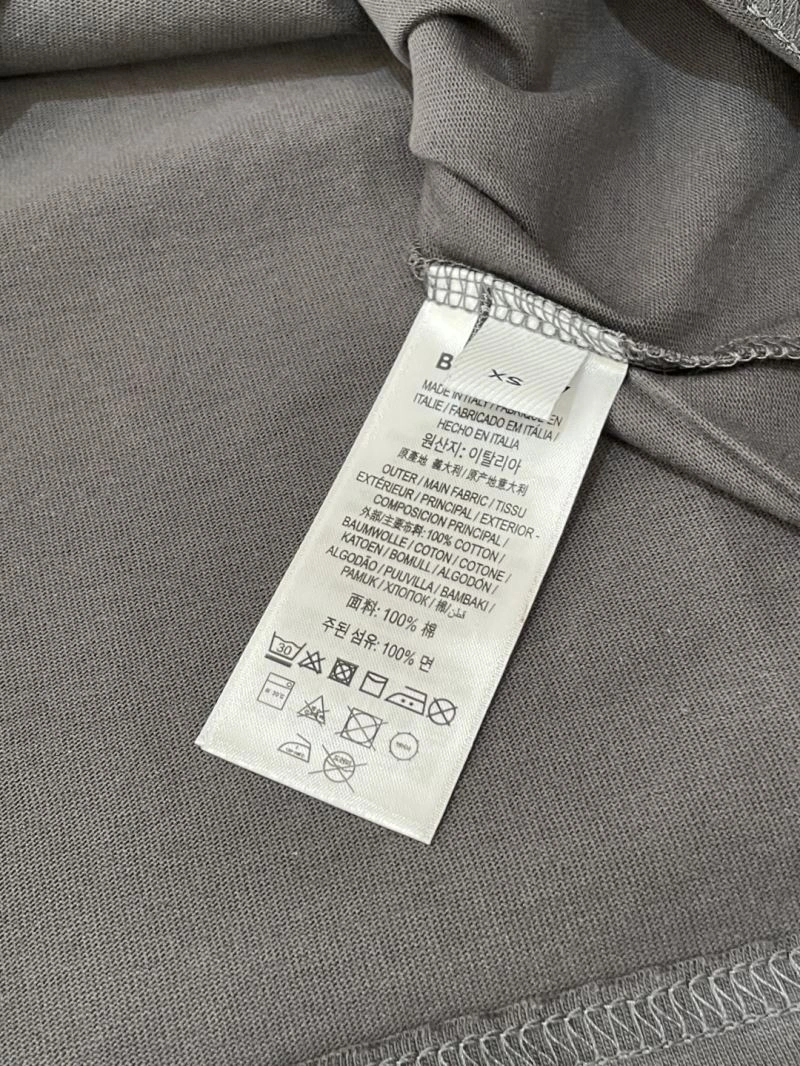 XS
B Y
MADE IN ITALY / FABRIQUÉ EN
ITALIE / FABRICADO EM ITALIA /
HECHO EN ITALIA
원산지: 이탈리아
原產地 義大利 / 原产地意大利
OUTER / MAIN FABRIC / TISSU
EXTÉRIEUR / PRINCIPAL / EXTERIOR -
COMPOSICION PRINCIPAL /
外部/主要布料: 100% COTTON /
BAUMWOLLE / COTON / COTONE /
KATOEN / BOMULL / ALGODÓN /
ALGODÃO / PUUVILLA / BAMBAKI /
PAMUK / ХЛОПОК / 棉/ قطن
面料: 100% 棉
주된 섬유: 100% 면
30